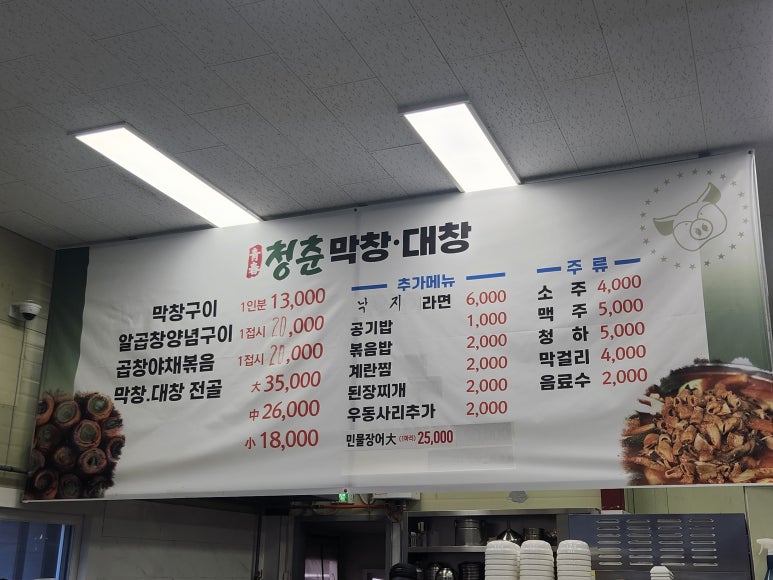 靑春 청춘 막창·대창
막창구이 1인분 13,000
알곱창양념구이 1접시 20,000
곱창야채볶음 1접시 20,000
막창.대창 전골 大 35,000
中 26,000
小 18,000
추가메뉴
낙지 라면 6,000
공기밥 1,000
볶음밥 2,000
계란찜 2,000
된장찌개 2,000
우동사리추가 2,000
민물장어大 (1마리) 25,000
주류
소주 4,000
맥주 5,000
청하 5,000
막걸리 4,000
음료수 2,000